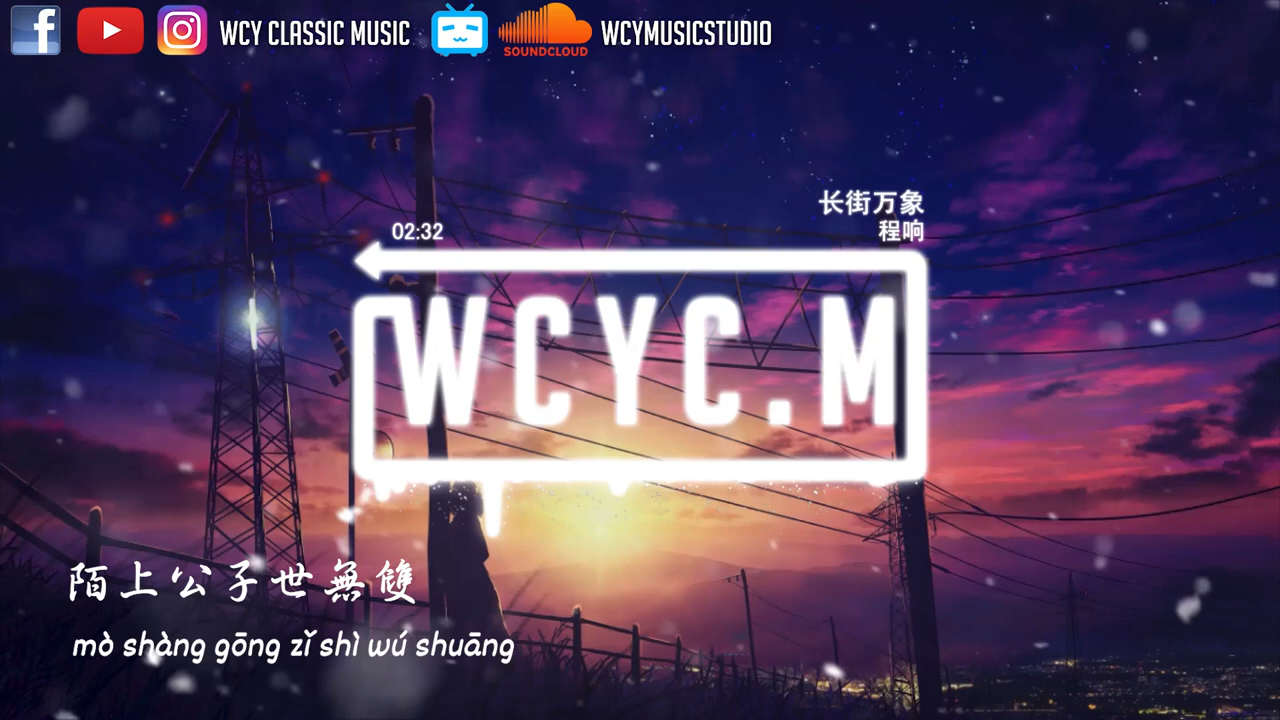 WCY CLASSIC MUSIC
SOUNDCLOUD
WCYMUSICSTUDIO
长街万象
程响
02:32
WCYC.M
陌上公子世無雙
mò shàng gōng zǐ shì wú shuāng